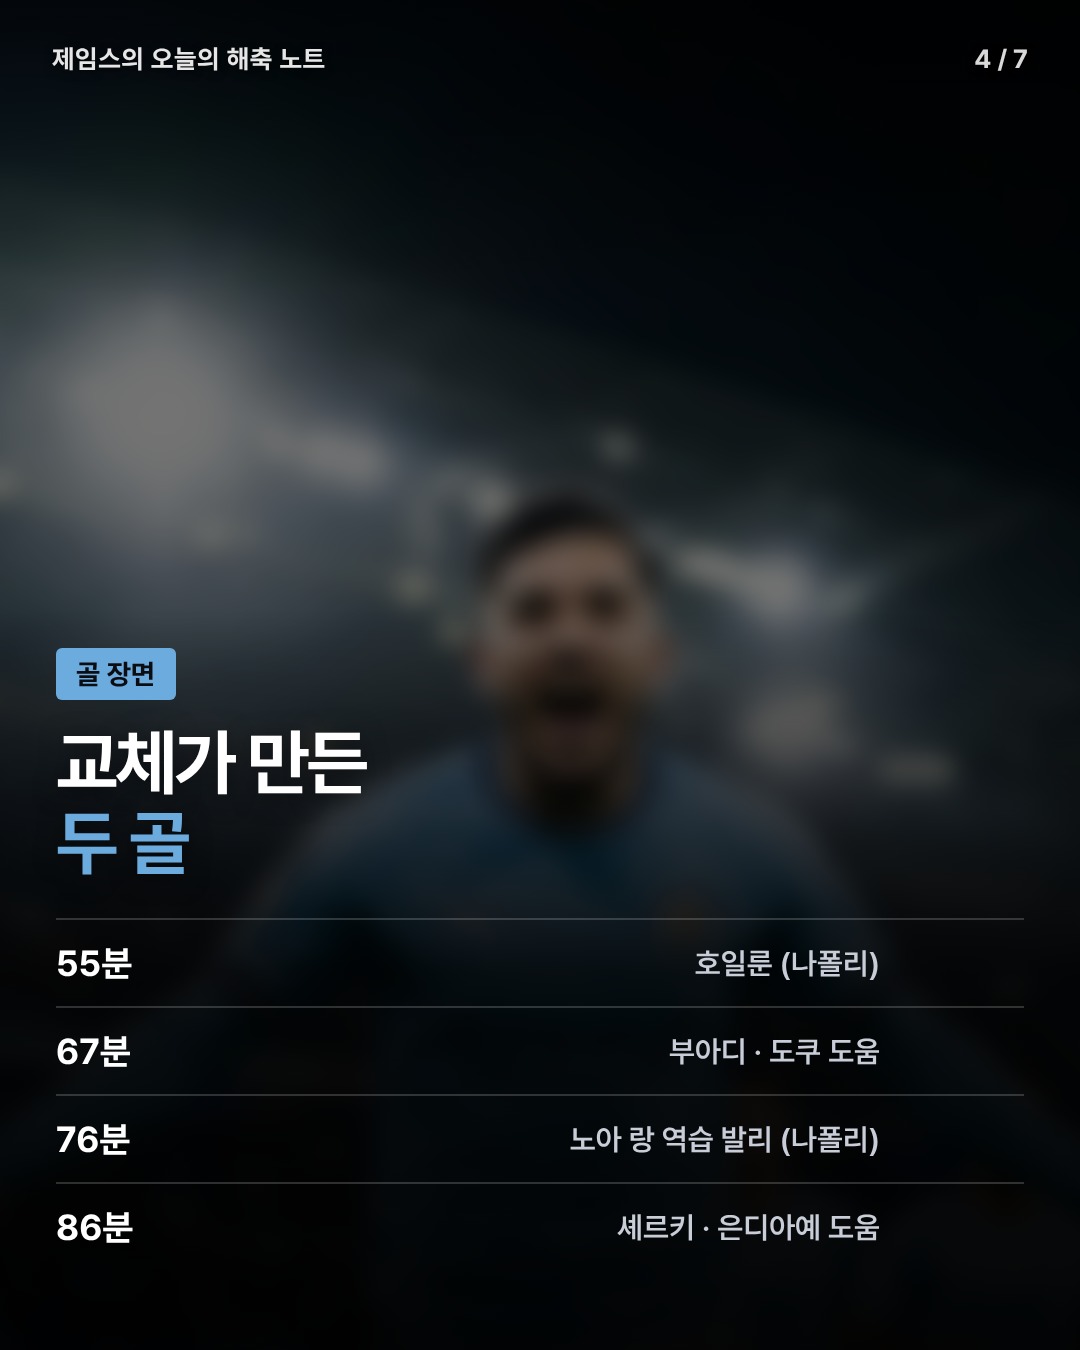 제임스의 오늘의 해축 노트
4 / 7
골 장면
교체가 만든
두 골
55분 호일룬 (나폴리)
67분 부아디 · 도쿠 도움
76분 노아 랑 역습 발리 (나폴리)
86분 셰르키 · 은디아예 도움